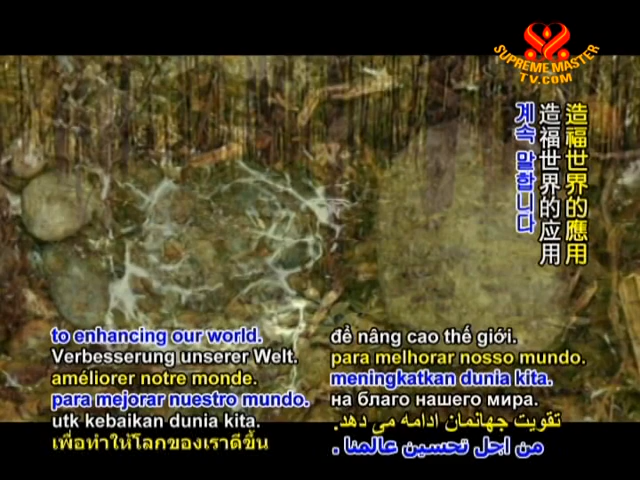 SUPREME MASTER
TV.COM
造福世界的應用
造福世界的应用
계속 말합니다
to enhancing our world.
Verbesserung unserer Welt.
améliorer notre monde.
para mejorar nuestro mundo.
utk kebaikan dunia kita.
เพื่อทำให้โลกของเราดีขึ้น
để nâng cao thế giới.
para melhorar nosso mundo.
meningkatkan dunia kita.
на благо нашего мира.
تقویت جهانمان ادامه می دهد.
من اجل تحسين عالمنا .